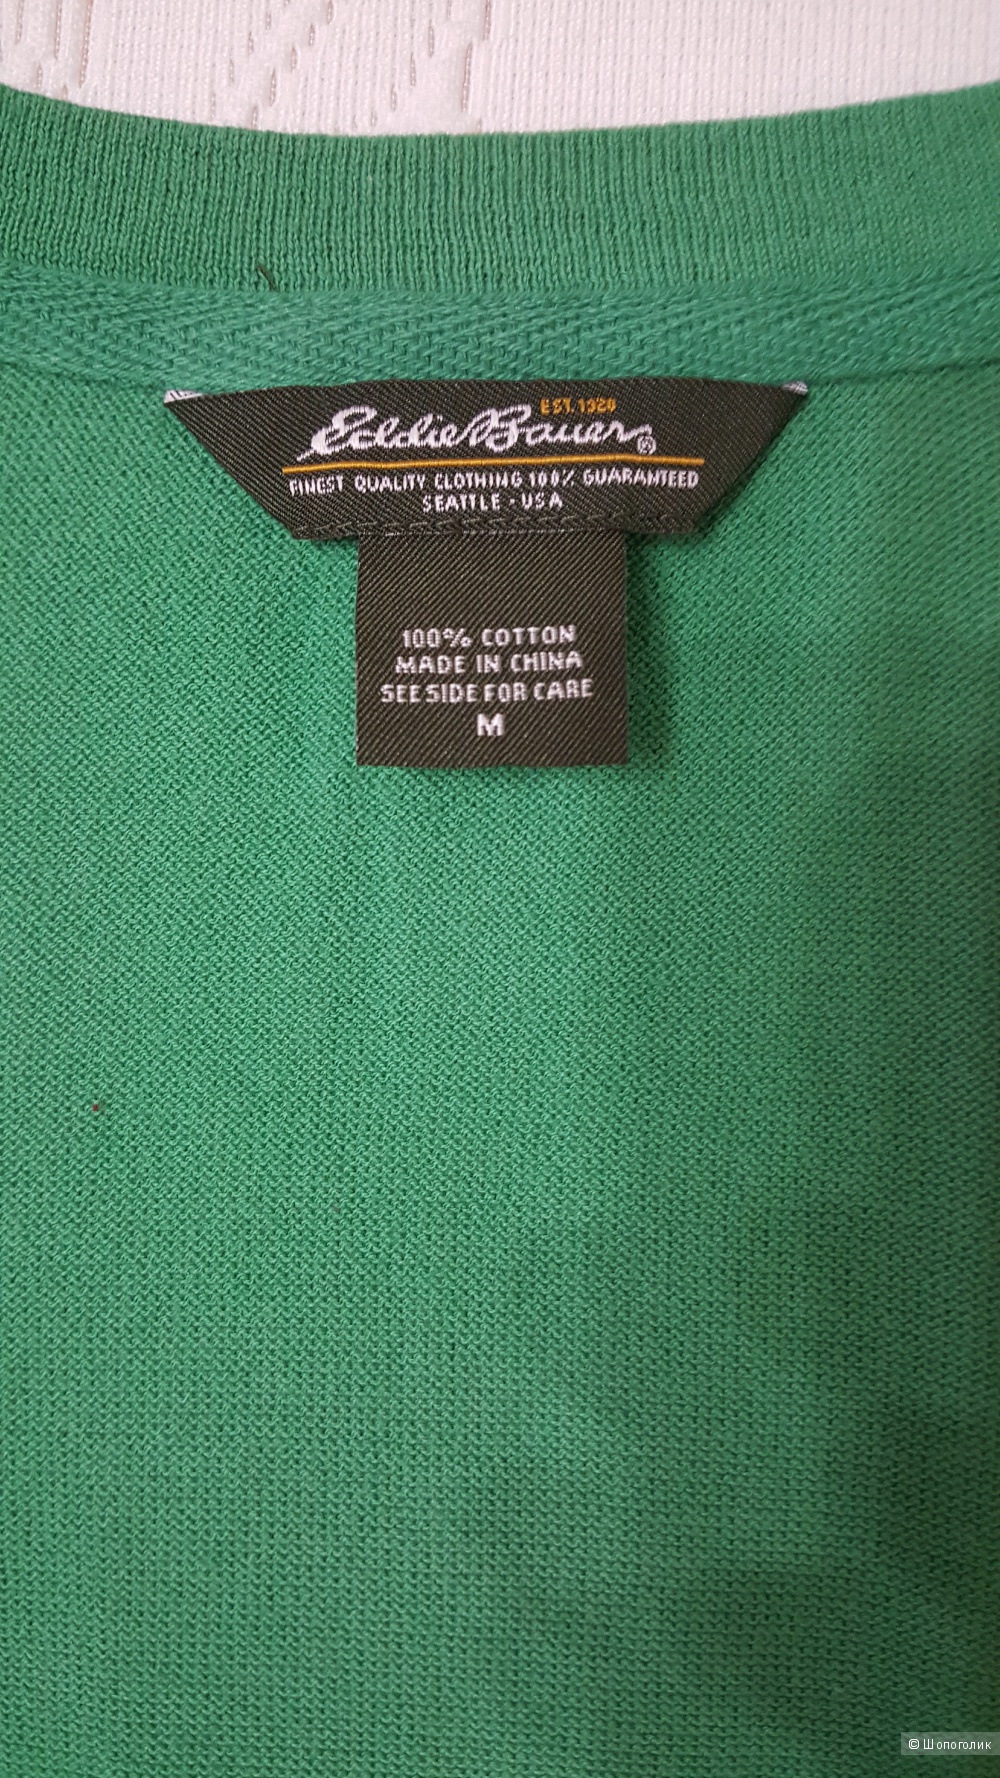 EST. 1920
Eddie Bauer®
FINEST QUALITY CLOTHING 100% GUARANTEED
SEATTLE · USA
100% COTTON
MADE IN CHINA
SEE SIDE FOR CARE
M
© Шопоголик